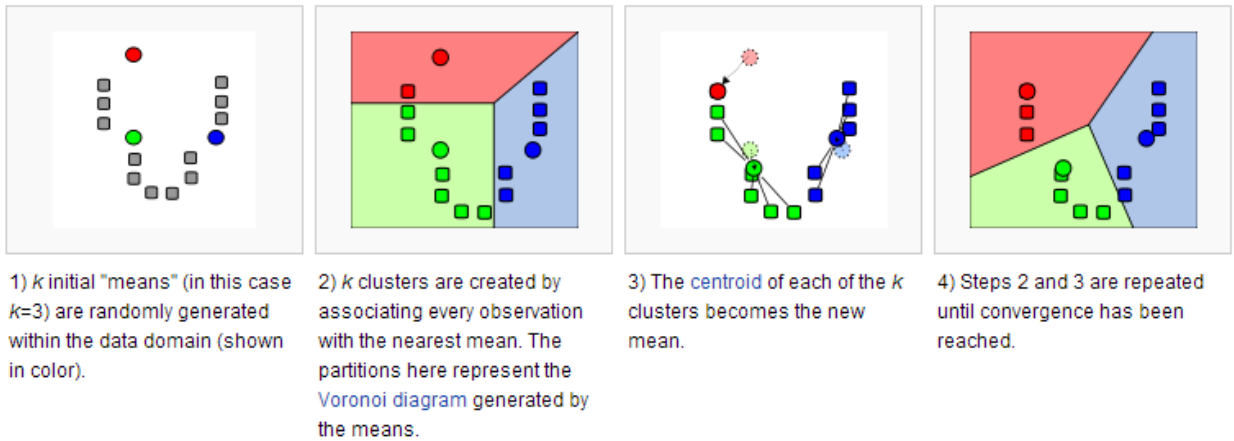 1) k initial "means" (in this case
k=3) are randomly generated
within the data domain (shown
in color).
2) k clusters are created by
associating every observation
with the nearest mean. The
partitions here represent the
Voronoi diagram generated by
the means.
3) The centroid of each of the k
clusters becomes the new
mean.
4) Steps 2 and 3 are repeated
until convergence has been
reached.